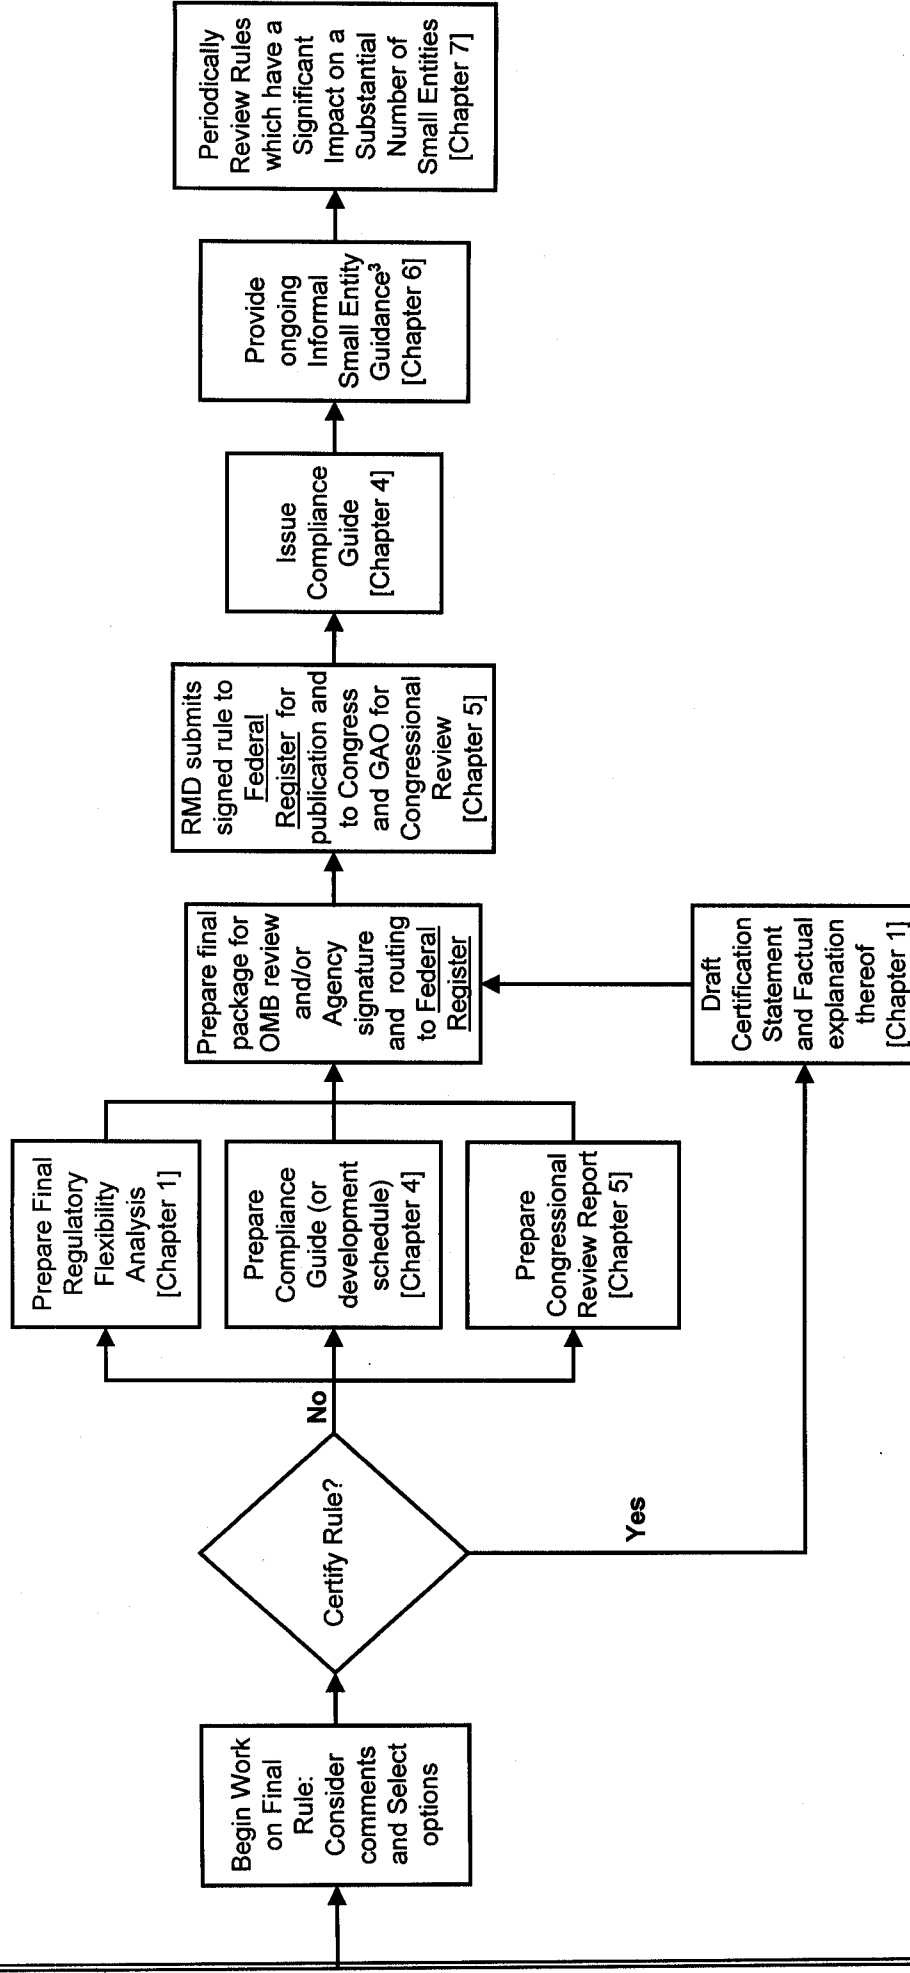 Begin Work
on Final
Rule:
Consider
comments
and Select
options
Certify Rule?
No
Yes
Prepare Final
Regulatory
Flexibility
Analysis
[Chapter 1]
Prepare
Compliance
Guide (or
development
schedule)
[Chapter 4]
Prepare
Congressional
Review Report
[Chapter 5]
Draft
Certification
Statement
and Factual
explanation
thereof
[Chapter 1]
Prepare final
package for
OMB review
and/or
Agency
signature
and routing
to Federal
Register
RMD submits
signed rule to
Federal
Register for
publication and
to Congress
and GAO for
Congressional
Review
[Chapter 5]
Issue
Compliance
Guide
[Chapter 4]
Provide
ongoing
Informal
Small Entity
Guidance³
[Chapter 6]
Periodically
Review Rules
which have a
Significant
Impact on a
Substantial
Number of
Small Entities
[Chapter 7]